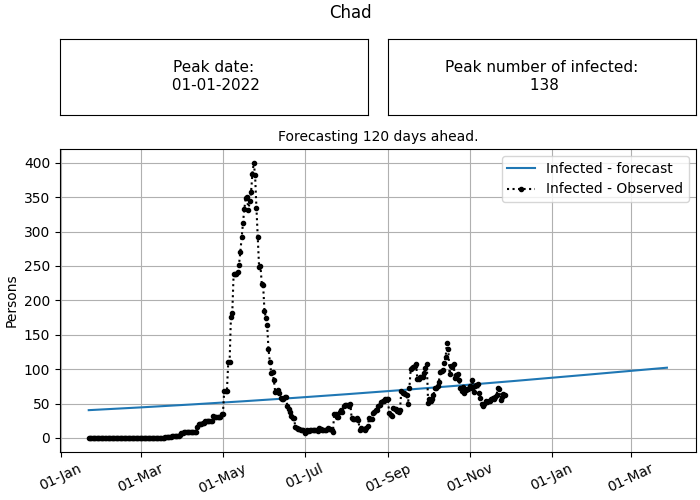 Chad
Peak date:
01-01-2022
Peak number of infected:
138
Forecasting 120 days ahead.
Infected - forecast
Infected - Observed
Persons
400
350
300
250
200
150
100
50
0
01-Jan
01-Mar
01-May
01-Jul
01-Sep
01-Nov
01-Jan
01-Mar